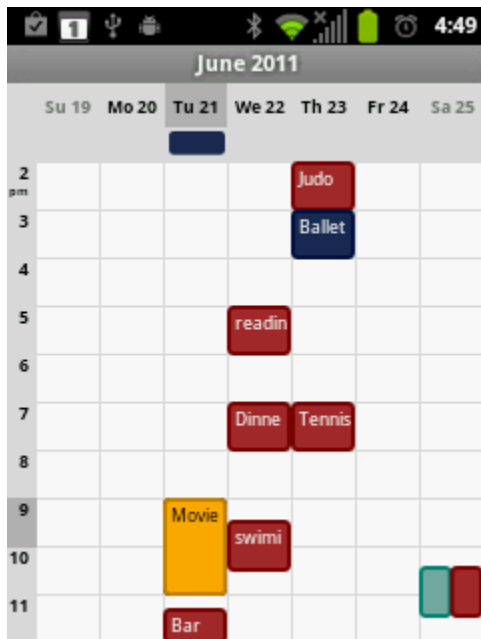 1 4:49
June 2011
Su 19 Mo 20 Tu 21 We 22 Th 23 Fr 24 Sa 25
2 Judo
pm
3 Ballet
4
5 readin
6
7 Dinne Tennis
8
9 Movie
swimi
10
11
Bar